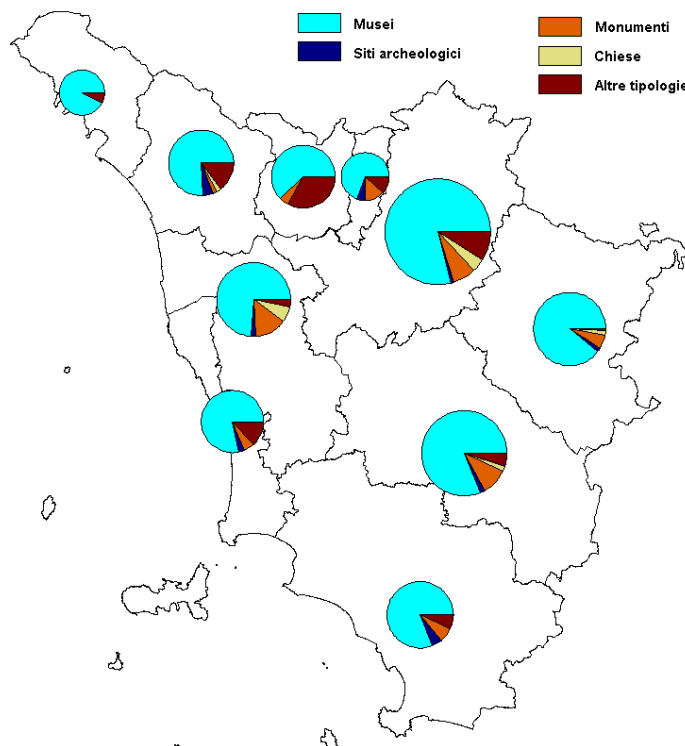 Musei
Siti archeologici
Monumenti
Chiese
Altre tipologie